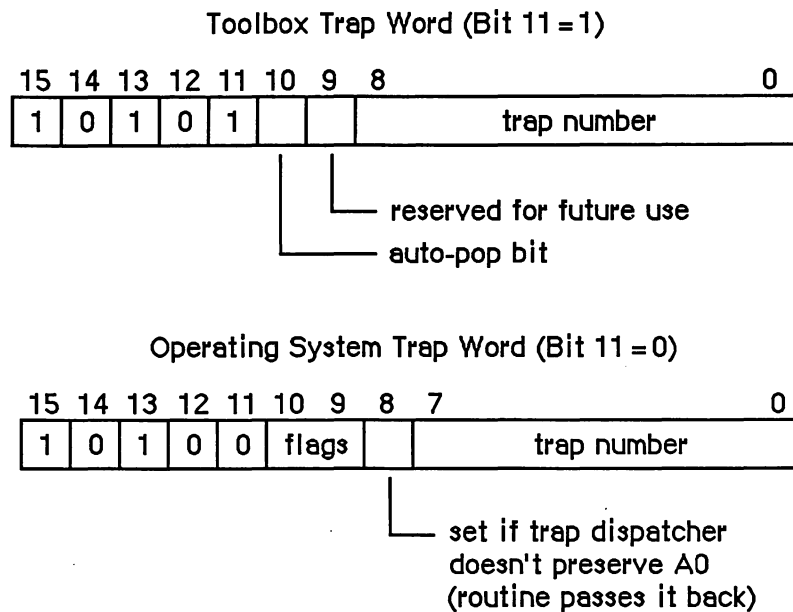 Toolbox Trap Word (Bit 11 = 1)
15 14 13 12 11 10 9 8 0
1 0 1 0 1 trap number
reserved for future use
auto-pop bit
Operating System Trap Word (Bit 11 = 0)
15 14 13 12 11 10 9 8 7 0
1 0 1 0 0 flags trap number
set if trap dispatcher
doesn't preserve A0
(routine passes it back)